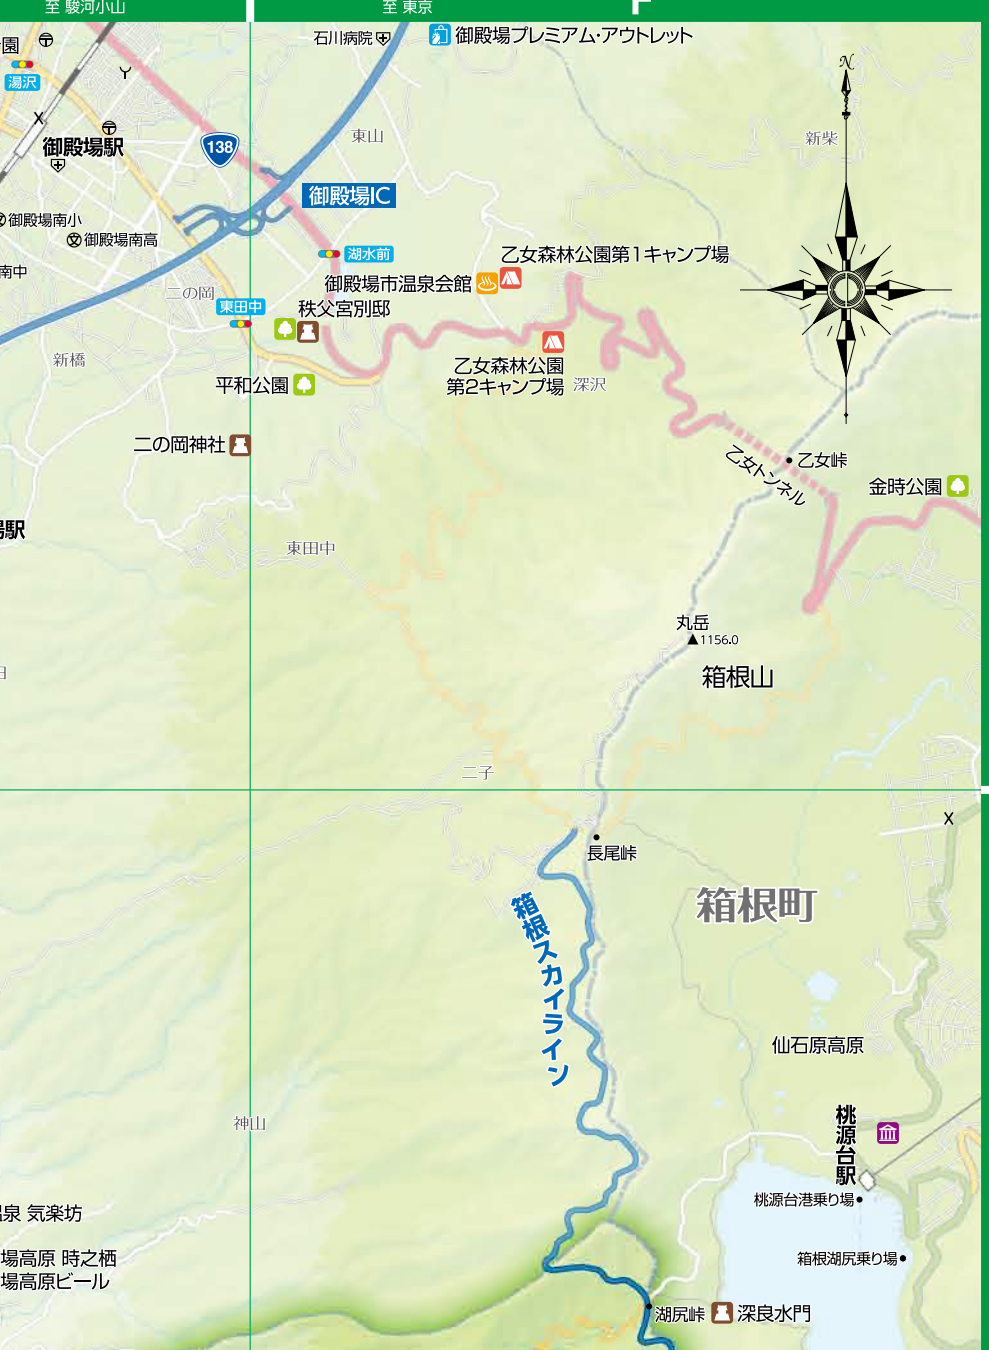 至 駿河小山
至 東京
石川病院
御殿場プレミアム・アウトレット
園
湯沢
N
138
東山
新柴
御殿場駅
御殿場IC
御殿場南小
御殿場南高
湖水前
乙女森林公園第1キャンプ場
南中
御殿場市温泉会館
二の岡
東田中
秩父宮別邸
新橋
乙女森林公園
第2キャンプ場
深沢
平和公園
二の岡神社
乙女トンネル
乙女峠
金時公園
場駅
東田中
丸岳
1156.0
箱根山
二子
長尾峠
箱根町
箱根スカイライン
仙石原高原
神山
桃源台駅
桃源台港乗り場
温泉 気楽坊
場高原 時之栖
場高原ビール
箱根湖尻乗り場
湖尻峠
深良水門